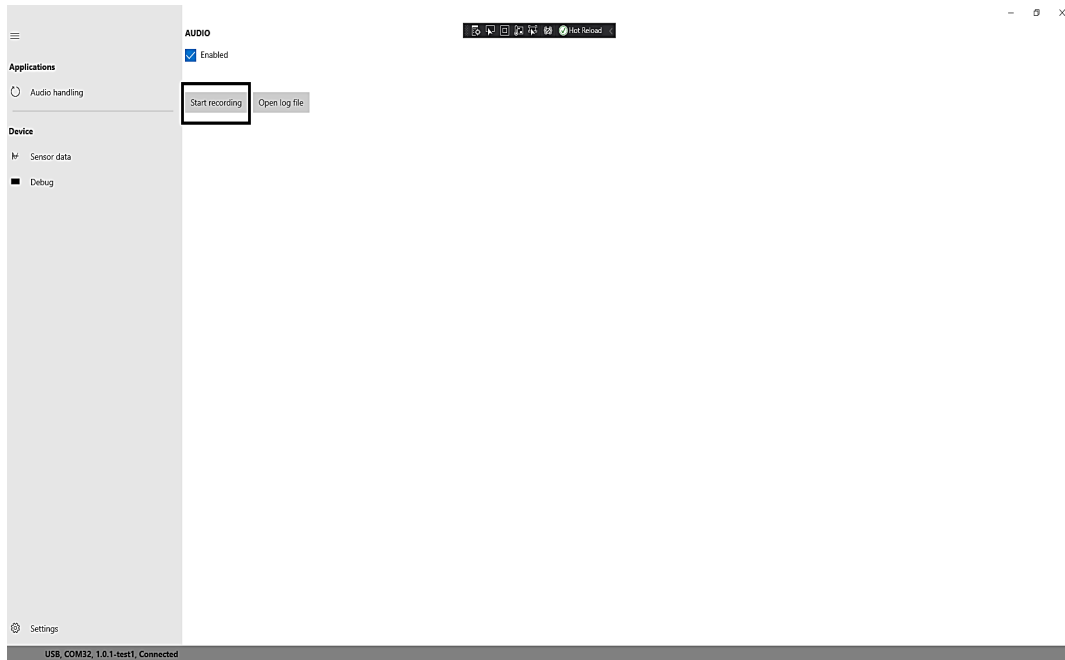 Hot Reload
AUDIO
Enabled
Start recording
Open log file
Applications
Audio handling
Device
Sensor data
Debug
Settings
USB, COM32, 1.0.1-test1, Connected